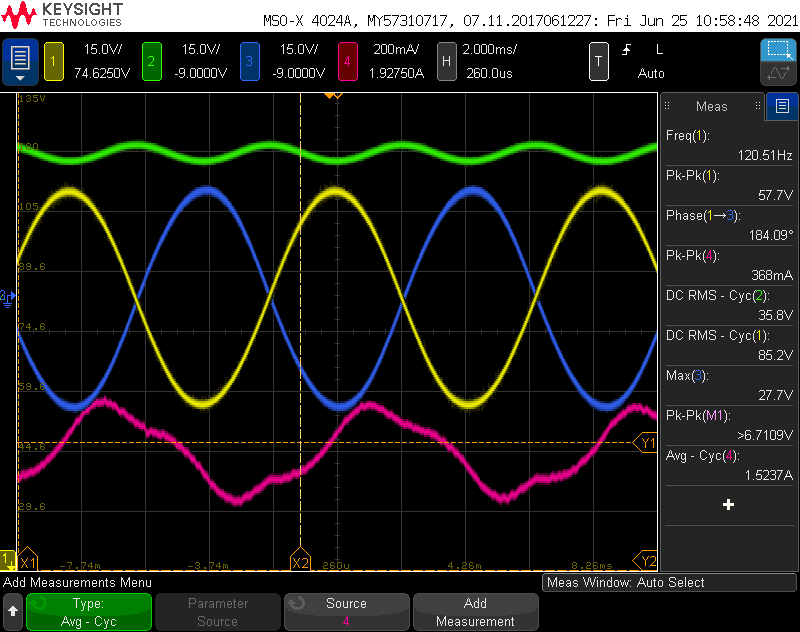 KEYSIGHT
TECHNOLOGIES
MSO-X 4024A, MY57310717, 07.11.2017061227: Fri Jun 25 10:58:48 2021
1 15.0V/ 74.6250V
2 15.0V/ -9.0000V
3 15.0V/ -9.0000V
4 200mA/ 1.92750A
H 2.000ms/ 260.0us
T L Auto
135V
120
105
89.6
74.6
59.6
44.6
29.6
-7.74m -3.74m 260u 4.26m 8.26ms
X1 X2 Y1 Y2
1
Meas
Freq(1):
120.51Hz
Pk-Pk(1):
57.7V
Phase(1→3):
184.09°
Pk-Pk(4):
368mA
DC RMS - Cyc(2):
35.8V
DC RMS - Cyc(1):
85.2V
Max(3):
27.7V
Pk-Pk(M1):
>6.7109V
Avg - Cyc(4):
1.5237A
Add Measurements Menu
Meas Window: Auto Select
Type:
Avg - Cyc
Parameter
Source
Source
4
Add
Measurement